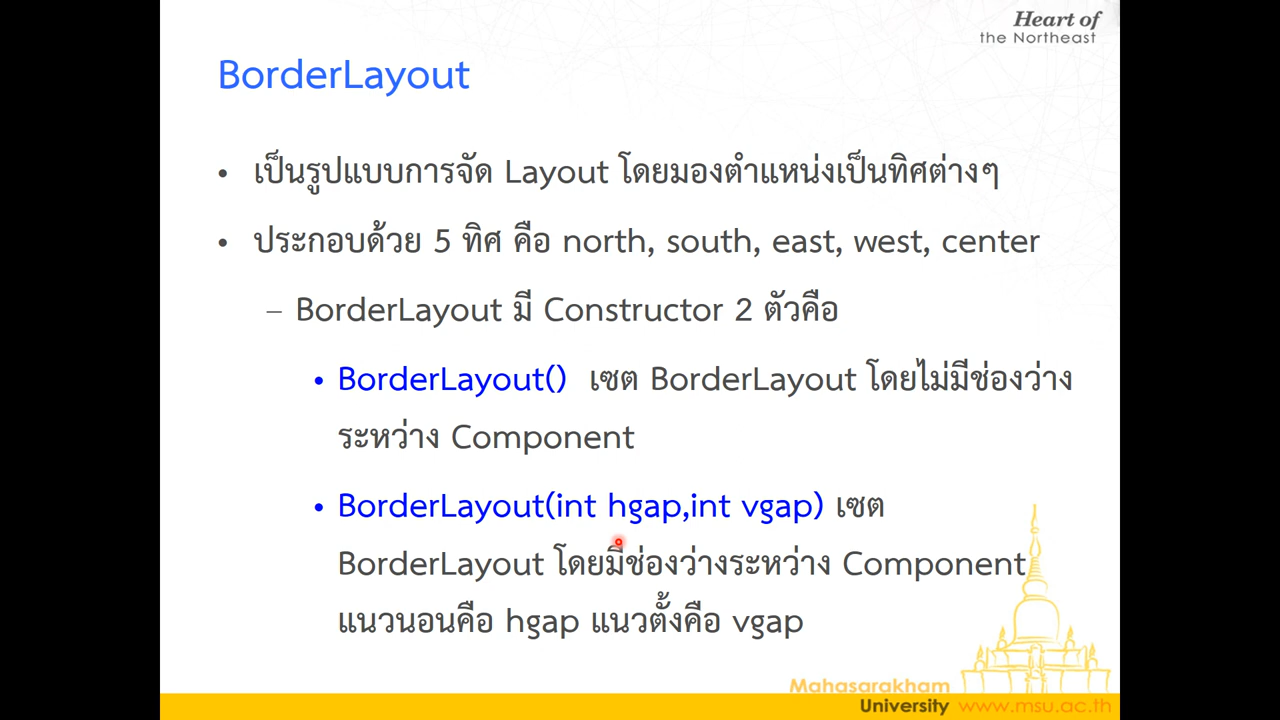 Heart of
the Northeast
BorderLayout
• เป็นรูปแบบการจัด Layout โดยมองตำแหน่งเป็นทิศต่างๆ
• ประกอบด้วย 5 ทิศ คือ north, south, east, west, center
– BorderLayout มี Constructor 2 ตัวคือ
• BorderLayout() เซต BorderLayout โดยไม่มีช่องว่าง
ระหว่าง Component
• BorderLayout(int hgap,int vgap) เซต
BorderLayout โดยมีช่องว่างระหว่าง Component
แนวนอนคือ hgap แนวตั้งคือ vgap
Mahasarakham
University www.msu.ac.th